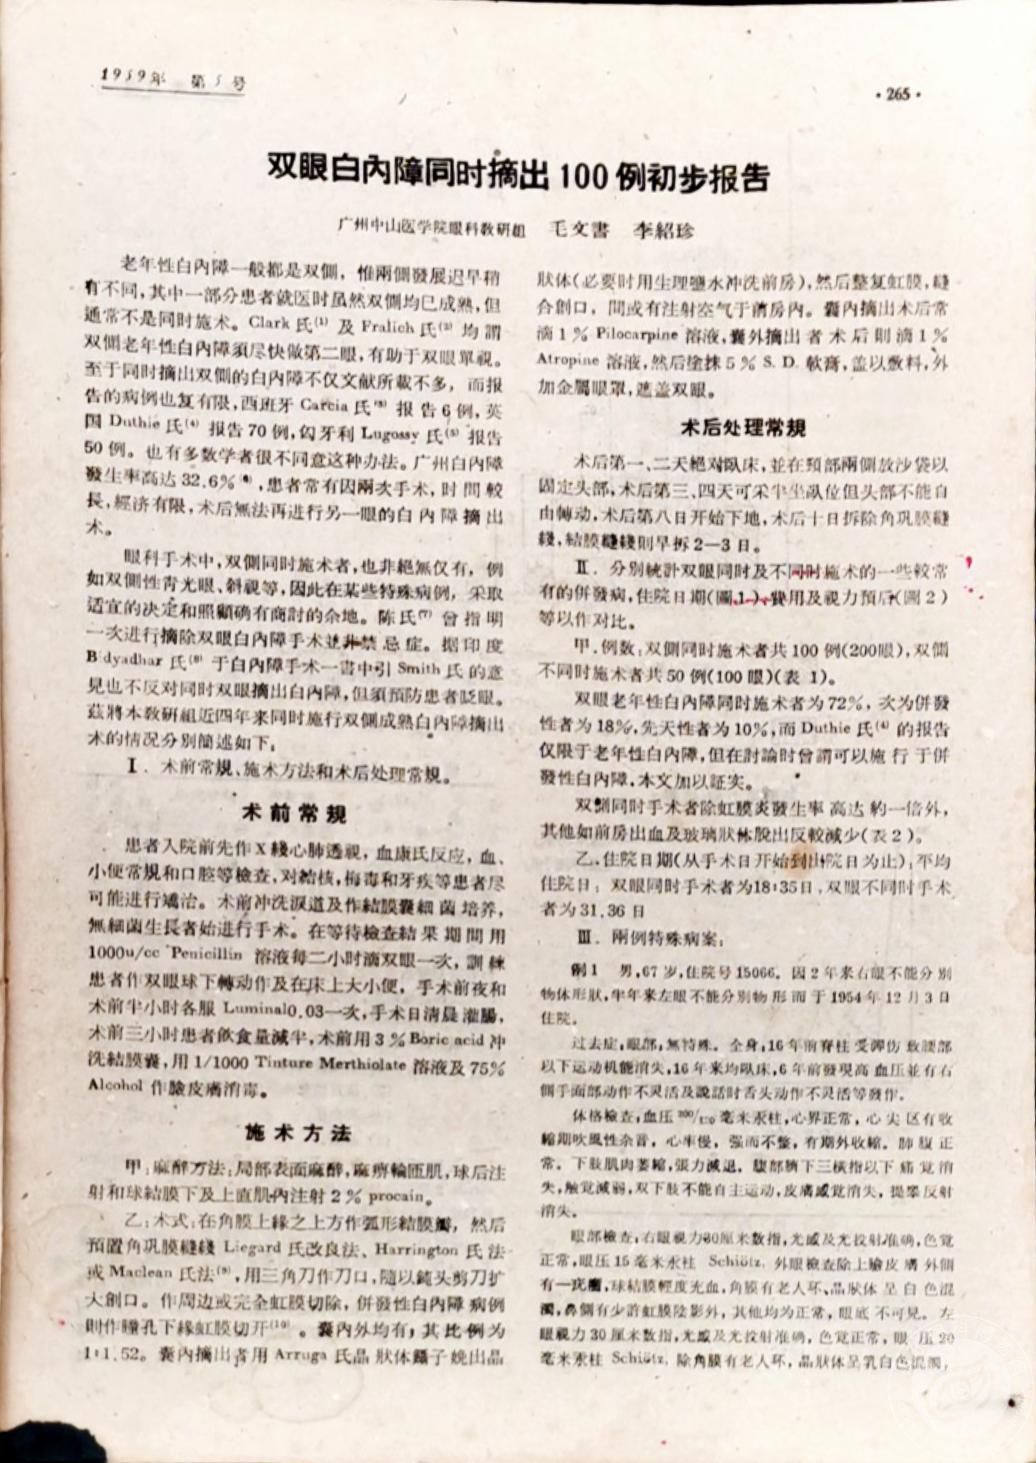 1959年 第5号
·265·
双眼白內障同时摘出100例初步报告
广州中山医学院眼科教研組 毛文書 李紹珍
老年性白內障一般都是双側，惟兩側發展迟早稍
有不同，其中一部分患者就医时虽然双側均已成熟，但
通常不是同时施术。Clark 氏⁽¹⁾ 及 Fralich 氏⁽²⁾ 均謂
双側老年性白內障須尽快做第二眼，有助于双眼單視。
至于同时摘出双側的白內障不仅文献所載不多，而报
告的病例也复有限，西班牙 Carcia 氏⁽³⁾ 报告6例，英
国 Duthie 氏⁽⁴⁾ 报告70例，匈牙利 Lugossy 氏⁽⁵⁾ 报告
50例。也有多数学者很不同意这种办法。广州白內障
發生率高达32.6%⁽⁶⁾，患者常有因兩次手术，时間較
長，經济有限，术后無法再进行另一眼的白內障摘出
术。
眼科手术中，双側同时施术者，也非絕無仅有，例
如双側性青光眼、斜視等，因此在某些特殊病例，采取
适宜的决定和照顧确有商討的余地。陈氏⁽⁷⁾ 曾指明
一次进行摘除双眼白內障手术並非禁忌症。据印度
Bidyadhar 氏⁽⁸⁾ 于白內障手术一書中引 Smith 氏的意
見也不反对同时双眼摘出白內障，但須預防患者眨眼。
茲將本教研組近四年来同时施行双側成熟白內障摘出
术的情况分別簡述如下：
Ⅰ．术前常規、施术方法和术后处理常規。
术前常規
患者入院前先作X綫心肺透視，血康氏反应，血、
小便常規和口腔等檢查，对結核，梅毒和牙疾等患者尽
可能进行矯治。术前冲洗淚道及作結膜囊細菌培养，
無細菌生長者始进行手术。在等待檢查結果期間用
1000u/cc Penicillin 溶液每二小时滴双眼一次，訓練
患者作双眼球下轉动作及在床上大小便，手术前夜和
术前半小时各服 Luminal0.03一次，手术日清晨灌腸，
术前三小时患者飲食量減半，术前用3% Boric acid 冲
洗結膜囊，用1/1000 Tinture Merthiolate 溶液及75%
Alcohol 作臉皮膚消毒。
施术方法
甲；麻醉方法：局部表面麻醉，麻痹輪匝肌，球后注
射和球結膜下及上直肌內注射2% procain。
乙；术式：在角膜上緣之上方作弧形結膜瓣，然后
預置角巩膜縫綫 Liegard 氏改良法、Harrington 氏法
或 Maclean 氏法⁽⁹⁾，用三角刀作刀口，隨以鈍头剪刀扩
大創口。作周边或完全虹膜切除，併發性白內障病例
則作瞳孔下緣虹膜切开⁽¹⁰⁾。囊內外均有，其比例为
1：1.52。囊內摘出者用 Arruga 氏晶狀体鑷子娩出晶
狀体(必要时用生理鹽水冲洗前房)，然后整复虹膜，縫
合創口，間或有注射空气于前房內。囊內摘出术后常
滴1% Pilocarpine 溶液，囊外摘出者术后則滴1%
Atropine 溶液，然后塗抹5% S. D. 軟膏，盖以敷料，外
加金屬眼罩，遮盖双眼。
术后处理常規
术后第一、二天絕对臥床，並在頚部兩側放沙袋以
固定头部，术后第三、四天可采半坐臥位但头部不能自
由轉动，术后第八日开始下地，术后十日拆除角巩膜縫
綫，結膜縫綫則早拆2—3日。
Ⅱ．分別統計双眼同时及不同时施术的一些較常
有的併發病，住院日期(圖1)、費用及視力預后(圖2)
等以作对比。
甲．例数：双側同时施术者共100例(200眼)，双側
不同时施术者共50例(100眼)(表1)。
双眼老年性白內障同时施术者为72%，次为併發
性者为18%，先天性者为10%，而 Duthie 氏⁽⁴⁾ 的报告
仅限于老年性白內障，但在討論时曾謂可以施行于併
發性白內障，本文加以証实。
双側同时手术者除虹膜炎發生率高达約一倍外，
其他如前房出血及玻璃狀体脫出反較減少(表2)。
乙．住院日期(从手术日开始到出院日为止)；平均
住院日：双眼同时手术者为18.35日，双眼不同时手术
者为31.36日
Ⅲ．兩例特殊病案：
例1 男，67岁，住院号15066。因2年来右眼不能分別
物体形狀，半年来左眼不能分別物形而于1954年12月3日
住院。
过去症，眼部，無特殊。全身，16年前脊柱受彈伤致腰部
以下运动机能消失，16年来均臥床，6年前發現高血压並有右
側手面部动作不灵活及說話时舌头动作不灵活等發作。
体格檢查，血压 毫米汞柱，心界正常，心尖区有收
縮期吹風性杂音，心率慢，强而不整，有期外收縮。肺腹正
常。下肢肌肉萎縮，張力減退。腹部臍下三横指以下痛覚消
失，触覚減弱，双下肢不能自主运动，皮膚感覚消失，提睾反射
消失。
眼部檢查：右眼視力30厘米数指，光感及光投射准确，色覚
正常，眼压15毫米汞柱 Schiötz. 外眼檢查除上瞼皮膚外側
有一疣瘤，球結膜輕度充血，角膜有老人环，晶狀体呈白色混
濁，鼻側有少許虹膜陰影外，其他均为正常，眼底不可見。左
眼視力30厘米数指，光感及光投射准确，色覚正常，眼压20
毫米汞柱 Schiötz，除角膜有老人环，晶狀体呈乳白色混濁，